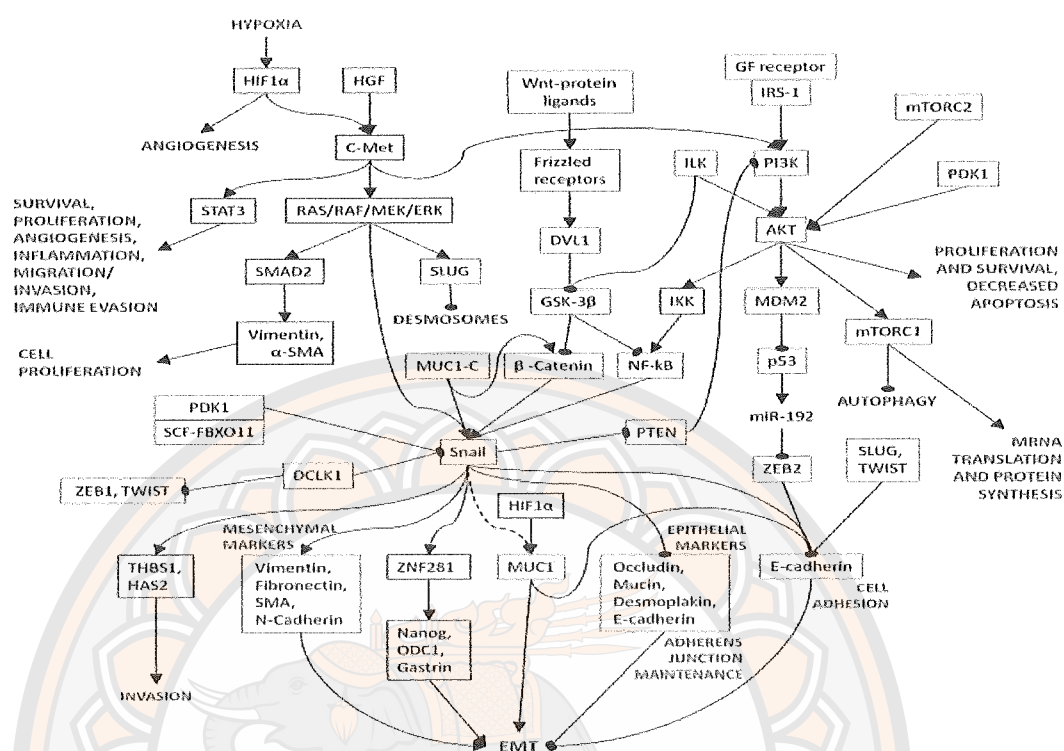 HYPOXIA
HIF1α
HGF
Wnt-protein
ligands
GF receptor
IRS-1
mTORC2
ANGIOGENESIS
C-Met
Frizzled
receptors
ILK
PI3K
PDK1
SURVIVAL,
PROLIFERATION,
ANGIOGENESIS,
INFLAMMATION,
MIGRATION/
INVASION,
IMMUNE EVASION
STAT3
RAS/RAF/MEK/ERK
DVL1
AKT
SMAD2
SLUG
GSK-3β
IKK
MDM2
PROLIFERATION
AND SURVIVAL,
DECREASED
APOPTOSIS
DESMOSOMES
mTORC1
Vimentin,
α-SMA
CELL
PROLIFERATION
MUC1-C
β -Catenin
NF-kB
p53
AUTOPHAGY
PDK1
SCF-FBXO11
miR-192
PTEN
Snail
MRNA
TRANSLATION
AND PROTEIN
SYNTHESIS
DCLK1
ZEB1, TWIST
ZEB2
SLUG,
TWIST
HIF1α
MESENCHYMAL
MARKERS
EPITHELIAL
MARKERS
THBS1,
HAS2
Vimentin,
Fibronectin,
SMA,
N-Cadherin
ZNF281
MUC1
Occludin,
Mucin,
Desmoplakin,
E-cadherin
E-cadherin
CELL
ADHESION
Nanog,
ODC1,
Gastrin
ADHERENS
JUNCTION
MAINTENANCE
INVASION
EMT